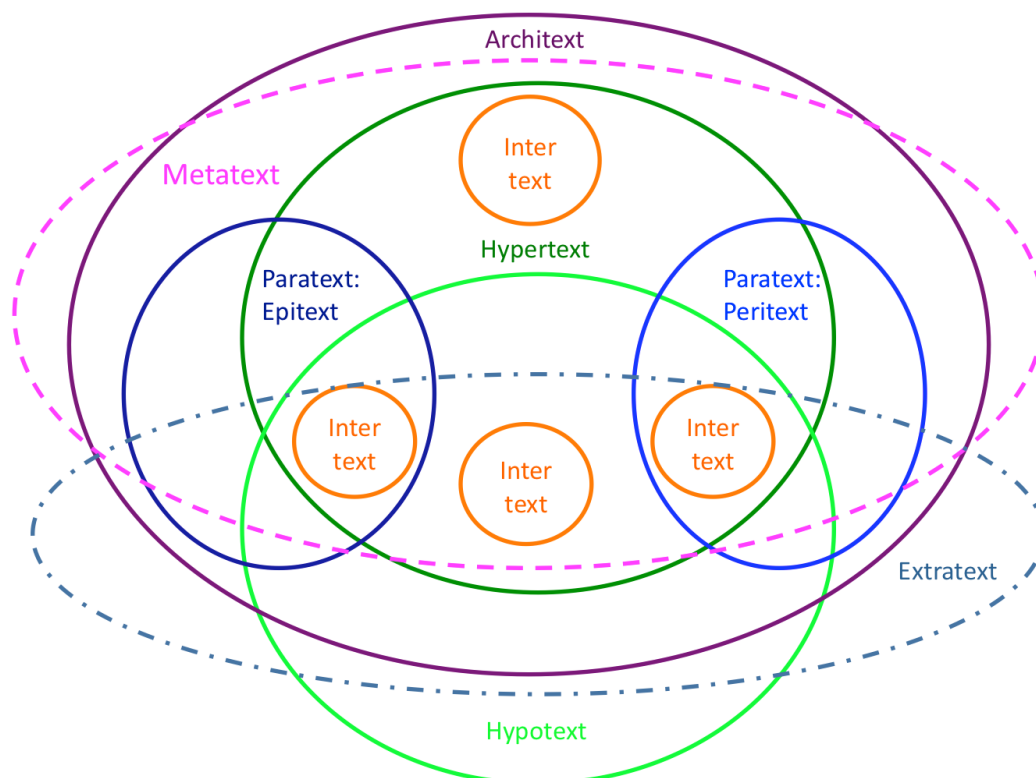 Architext
Inter
text
Metatext
Hypertext
Paratext:
Epitext
Paratext:
Peritext
Inter
text
Inter
text
Inter
text
Extratext
Hypotext